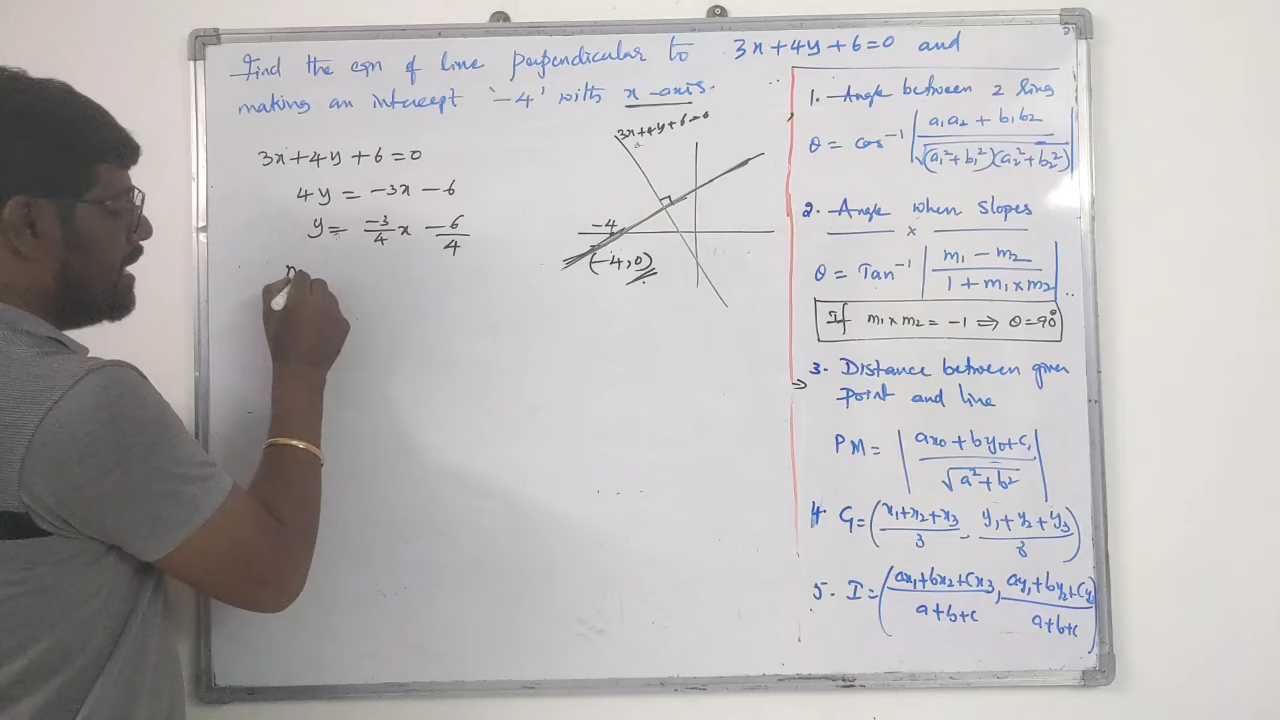 Find the eqn of line perpendicular to 3x+4y+6=0 and
making an intercept '-4' with x-axis.
3x+4y+6=0
4y = -3x-6
y = -3/4 x -6/4
m
3x+4y+6=0
-4
(-4,0)
1. Angle between 2 lines
θ = cos⁻¹ |a₁a₂ + b₁b₂ / √(a₁²+b₁²)(a₂²+b₂²)|
2. Angle when slopes
x
θ = Tan⁻¹ |m₁ - m₂ / 1 + m₁×m₂|
If m₁×m₂ = -1 ⇒ θ=90°
3. Distance between given
point and line
PM = |ax₀ + by₀+c / √a²+b²|
4. G = (x₁+x₂+x₃ / 3, y₁+y₂+y₃ / 3)
5. I = (ax₁+bx₂+cx₃ / a+b+c, ay₁+by₂+cy₃ / a+b+c)